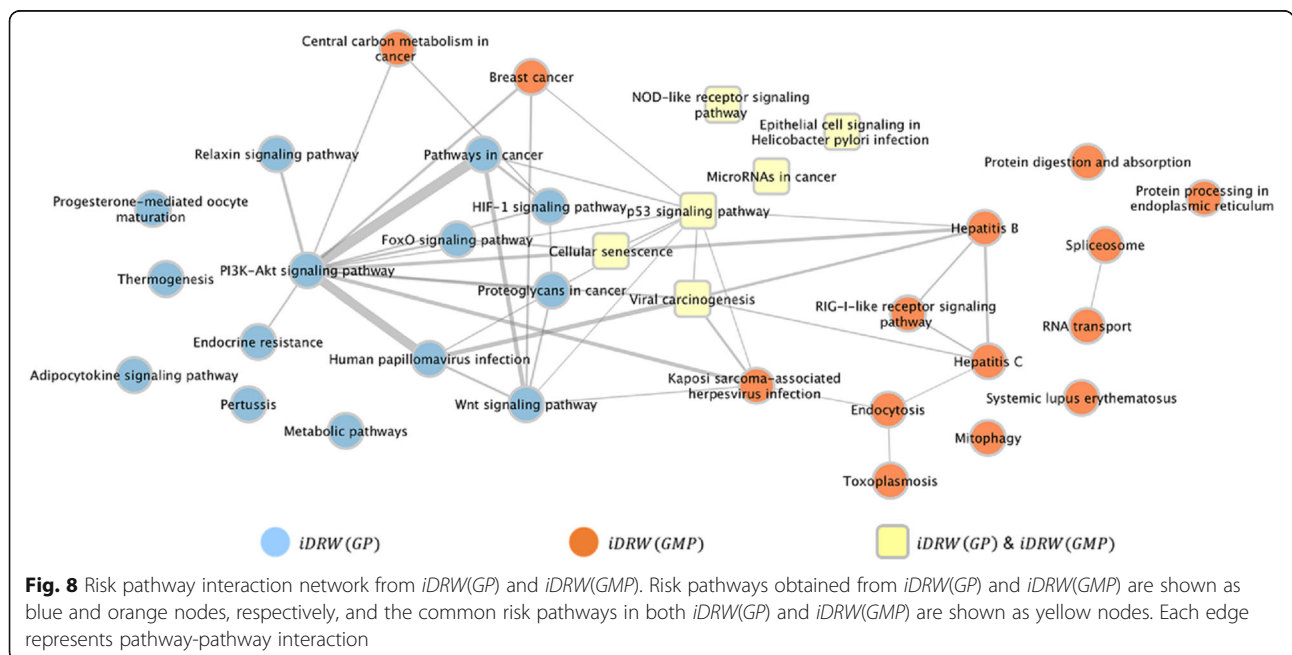 Central carbon metabolism in
cancer
Breast cancer
NOD-like receptor signaling
pathway
Epithelial cell signaling in
Helicobacter pylori infection
Relaxin signaling pathway
Pathways in cancer
MicroRNAs in cancer
Protein digestion and absorption
Progesterone-mediated oocyte
maturation
HIF-1 signaling pathway
p53 signaling pathway
Protein processing in
endoplasmic reticulum
FoxO signaling pathway
Hepatitis B
Cellular senescence
Spliceosome
Thermogenesis
PI3K-Akt signaling pathway
Proteoglycans in cancer
Viral carcinogenesis
RIG-I-like receptor signaling
pathway
RNA transport
Endocrine resistance
Human papillomavirus infection
Hepatitis C
Adipocytokine signaling pathway
Kaposi sarcoma-associated
herpesvirus infection
Pertussis
Wnt signaling pathway
Endocytosis
Systemic lupus erythematosus
Metabolic pathways
Mitophagy
Toxoplasmosis
iDRW(GP)
iDRW(GMP)
iDRW(GP) & iDRW(GMP)
Fig. 8 Risk pathway interaction network from iDRW(GP) and iDRW(GMP). Risk pathways obtained from iDRW(GP) and iDRW(GMP) are shown as
blue and orange nodes, respectively, and the common risk pathways in both iDRW(GP) and iDRW(GMP) are shown as yellow nodes. Each edge
represents pathway-pathway interaction